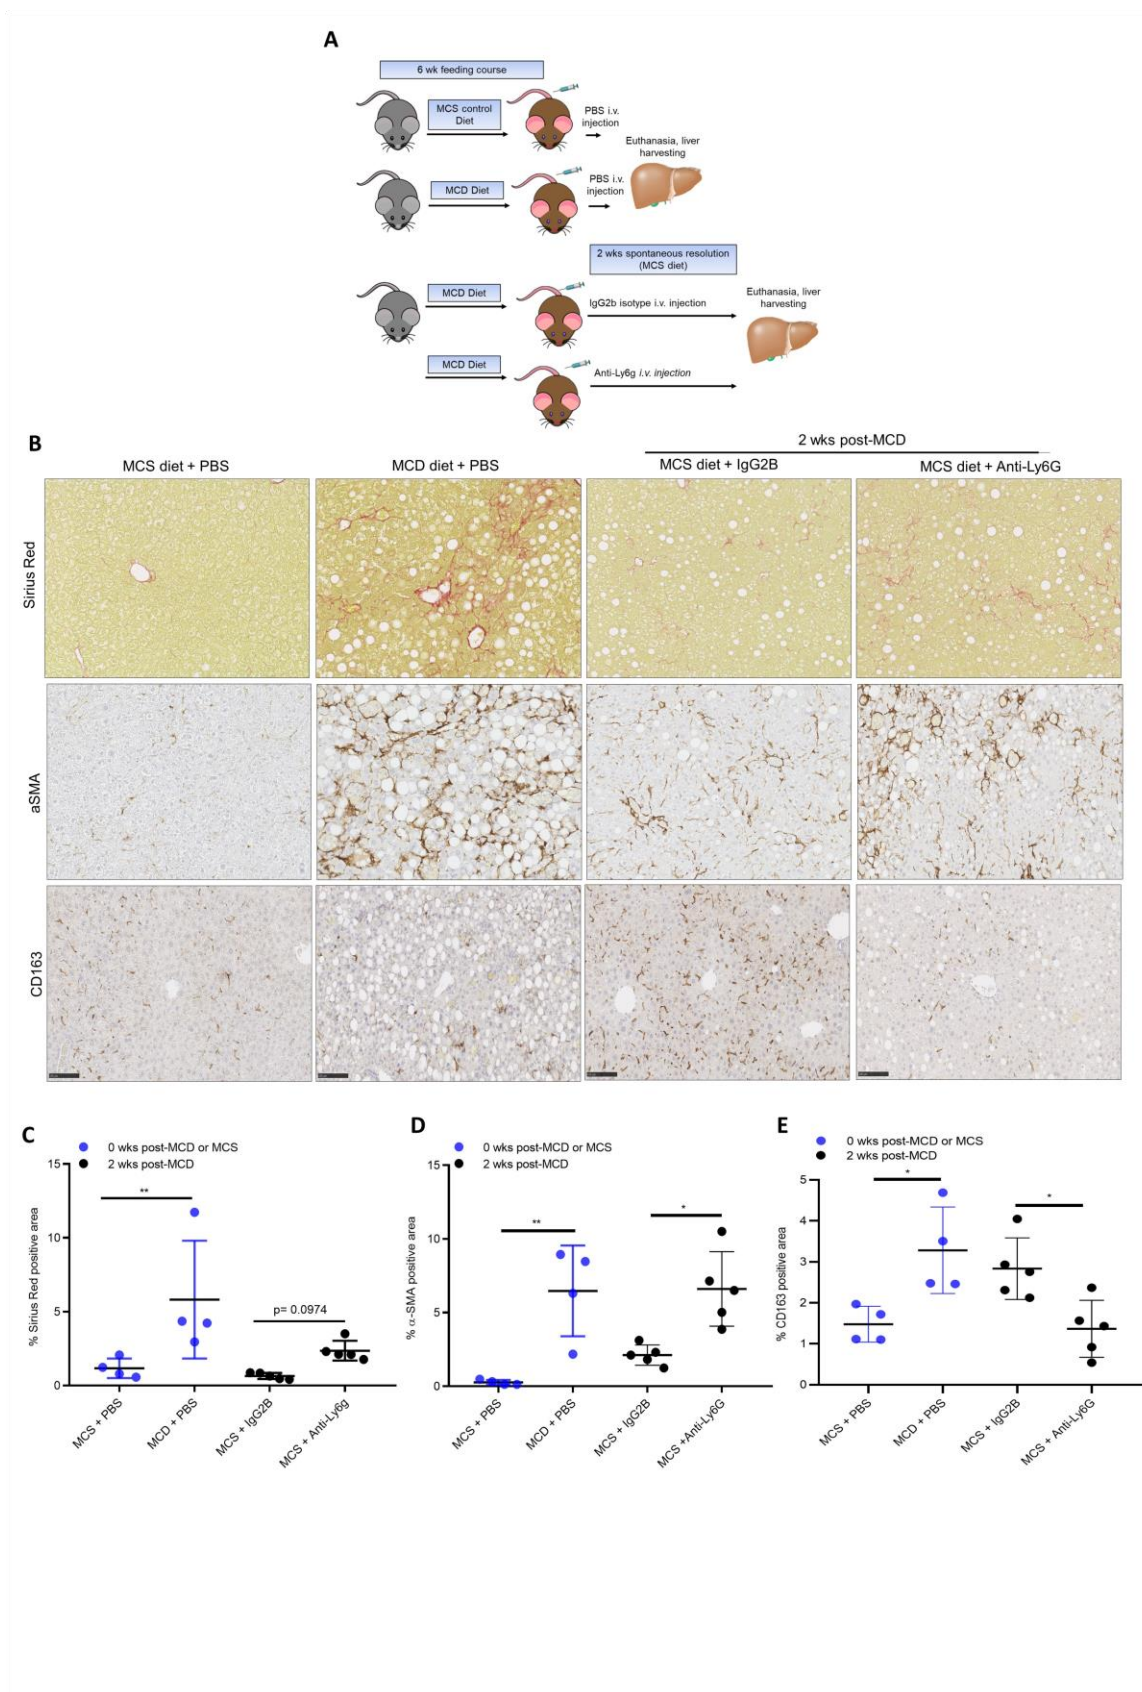 A
6 wk feeding course
MCS control
Diet
PBS i.v.
injection
Euthanasia, liver
harvesting
MCD Diet
PBS i.v.
injection
2 wks spontaneous resolution
(MCS diet)
MCD Diet
IgG2b isotype i.v. injection
Euthanasia, liver
harvesting
MCD Diet
Anti-Ly6g i.v. injection
B
2 wks post-MCD
MCS diet + PBS
MCD diet + PBS
MCS diet + IgG2B
MCS diet + Anti-Ly6G
Sirius Red
aSMA
CD163
C
0 wks post-MCD or MCS
2 wks post-MCD
% Sirius Red positive area
15
10
5
0
**
p= 0.0974
MCS + PBS
MCD + PBS
MCS + IgG2B
MCS + Anti-Ly6g
D
0 wks post-MCD or MCS
2 wks post-MCD
% α-SMA positive area
15
10
5
0
**
*
MCS + PBS
MCD + PBS
MCS + IgG2B
MCS +Anti-Ly6G
E
0 wks post-MCD or MCS
2 wks post-MCD
% CD163 positive area
5
4
3
2
1
0
*
*
MCS + PBS
MCD + PBS
MCS + IgG2B
MCS + Anti-Ly6G